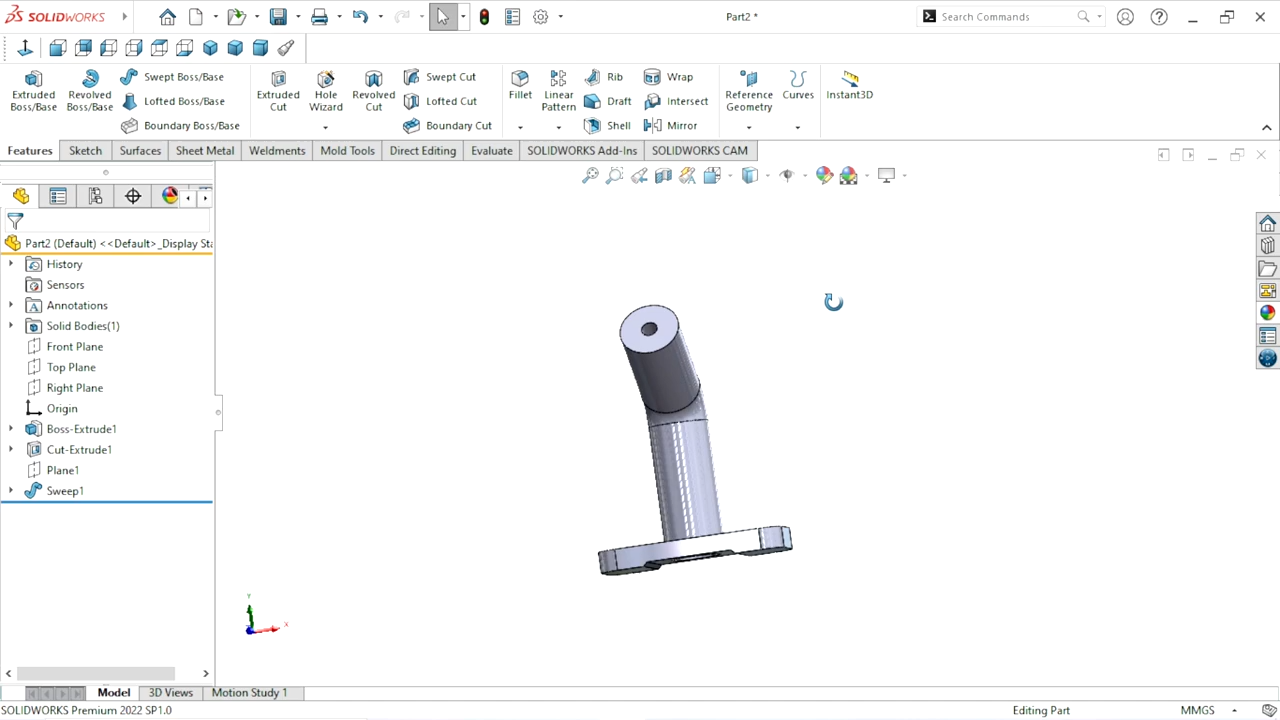 SOLIDWORKS
Part2 *
Search Commands
Extruded Boss/Base
Revolved Boss/Base
Swept Boss/Base
Lofted Boss/Base
Boundary Boss/Base
Extruded Cut
Hole Wizard
Revolved Cut
Swept Cut
Lofted Cut
Boundary Cut
Fillet
Linear Pattern
Rib
Draft
Shell
Wrap
Intersect
Mirror
Reference Geometry
Curves
Instant3D
Features
Sketch
Surfaces
Sheet Metal
Weldments
Mold Tools
Direct Editing
Evaluate
SOLIDWORKS Add-Ins
SOLIDWORKS CAM
Part2 (Default) <<Default>_Display Sta
History
Sensors
Annotations
Solid Bodies(1)
Front Plane
Top Plane
Right Plane
Origin
Boss-Extrude1
Cut-Extrude1
Plane1
Sweep1
Y
X
Model
3D Views
Motion Study 1
SOLIDWORKS Premium 2022 SP1.0
Editing Part
MMGS